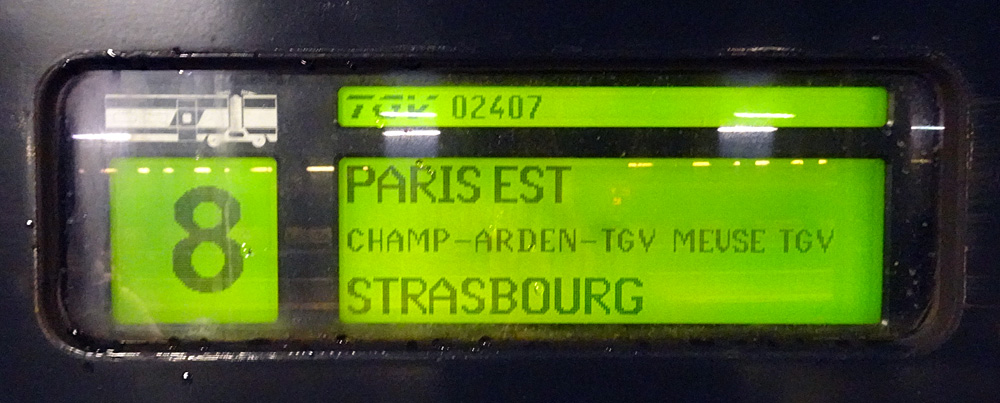 TGV 02407
8
PARIS EST
CHAMP-ARDEN-TGV MEUSE TGV
STRASBOURG